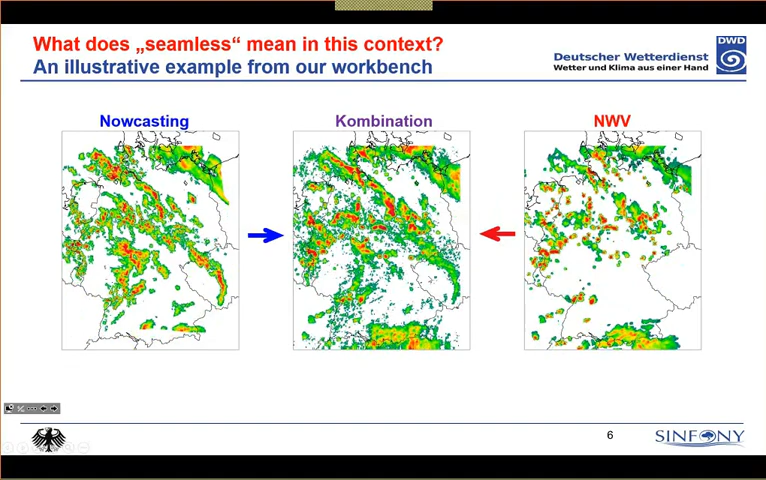 What does „seamless“ mean in this context?
An illustrative example from our workbench
DWD
Deutscher Wetterdienst
Wetter und Klima aus einer Hand
Nowcasting
Kombination
NWV
6
SINFONY